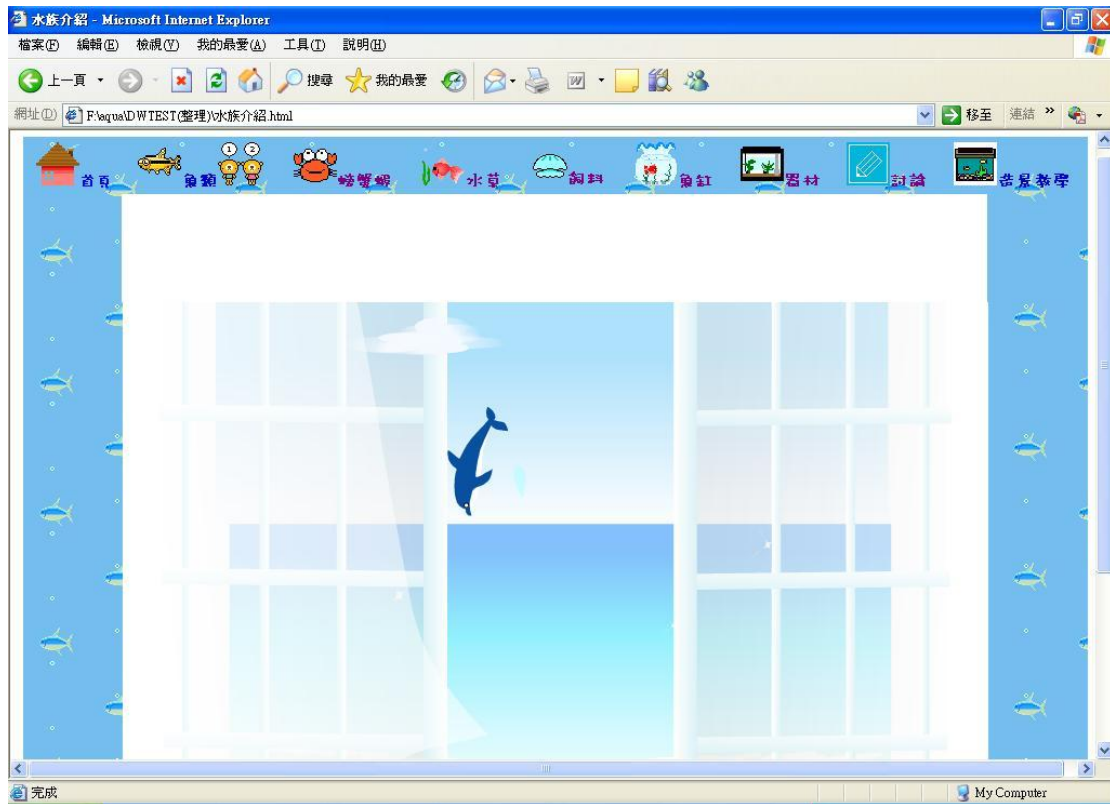 水族介紹 - Microsoft Internet Explorer
檔案(F) 編輯(E) 檢視(V) 我的最愛(A) 工具(T) 說明(H)
上一頁 搜尋 我的最愛
網址(D) F:\aqua\DWTEST(整理)\水族介紹.html 移至 連結 »
1 2
首頁 魚類 螃蟹蝦 水草 飼料 魚缸 器材 討論 造景教學
完成 My Computer